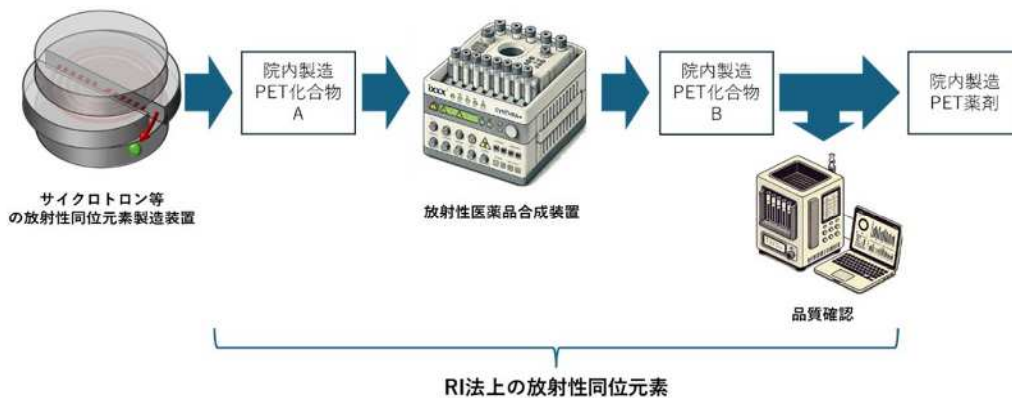 院内製造
PET化合物
A
院内製造
PET化合物
B
院内製造
PET薬剤
サイクロトロン等
の放射性同位元素製造装置
放射性医薬品合成装置
品質確認
RI法上の放射性同位元素